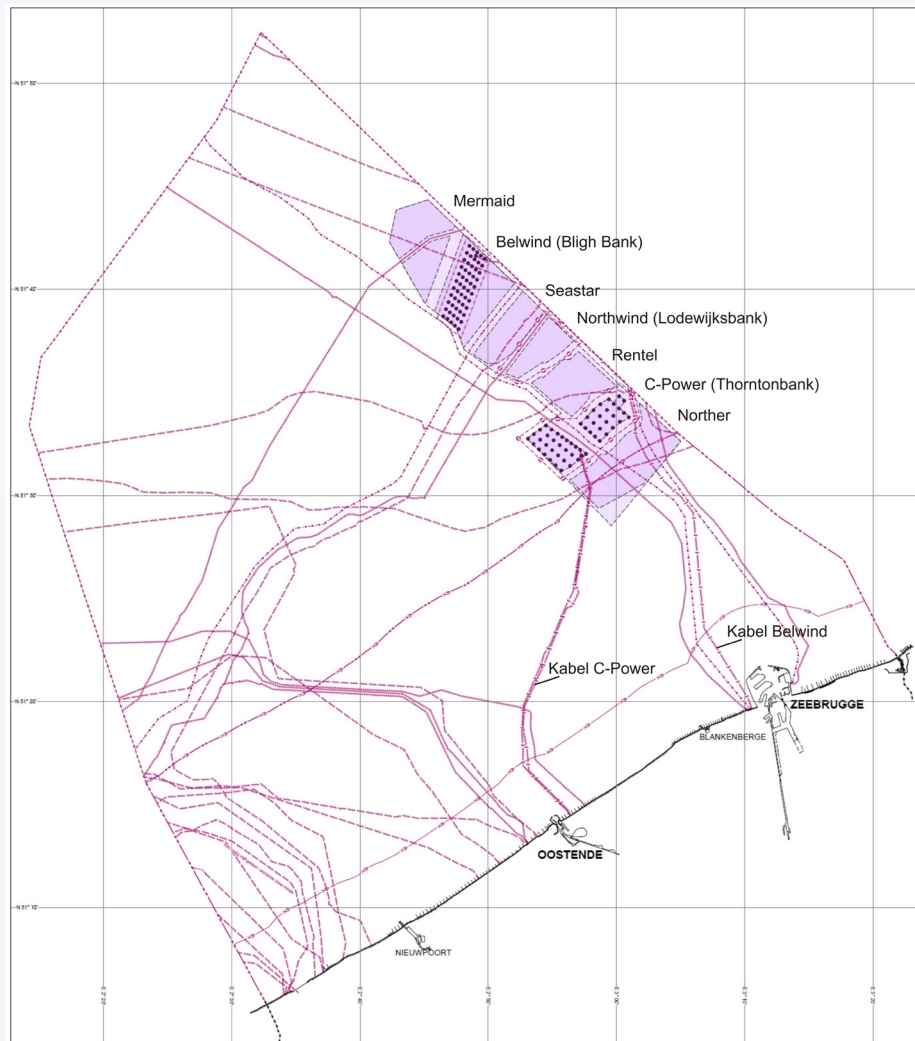 N 51° 50'
Mermaid
Belwind (Bligh Bank)
N 51° 40'
Seastar
Northwind (Lodewijksbank)
Rentel
C-Power (Thorntonbank)
Norther
N 51° 30'
Kabel Belwind
Kabel C-Power
N 51° 20'
ZEEBRUGGE
BLANKENBERGE
OOSTENDE
N 51° 10'
NIEUWPOORT